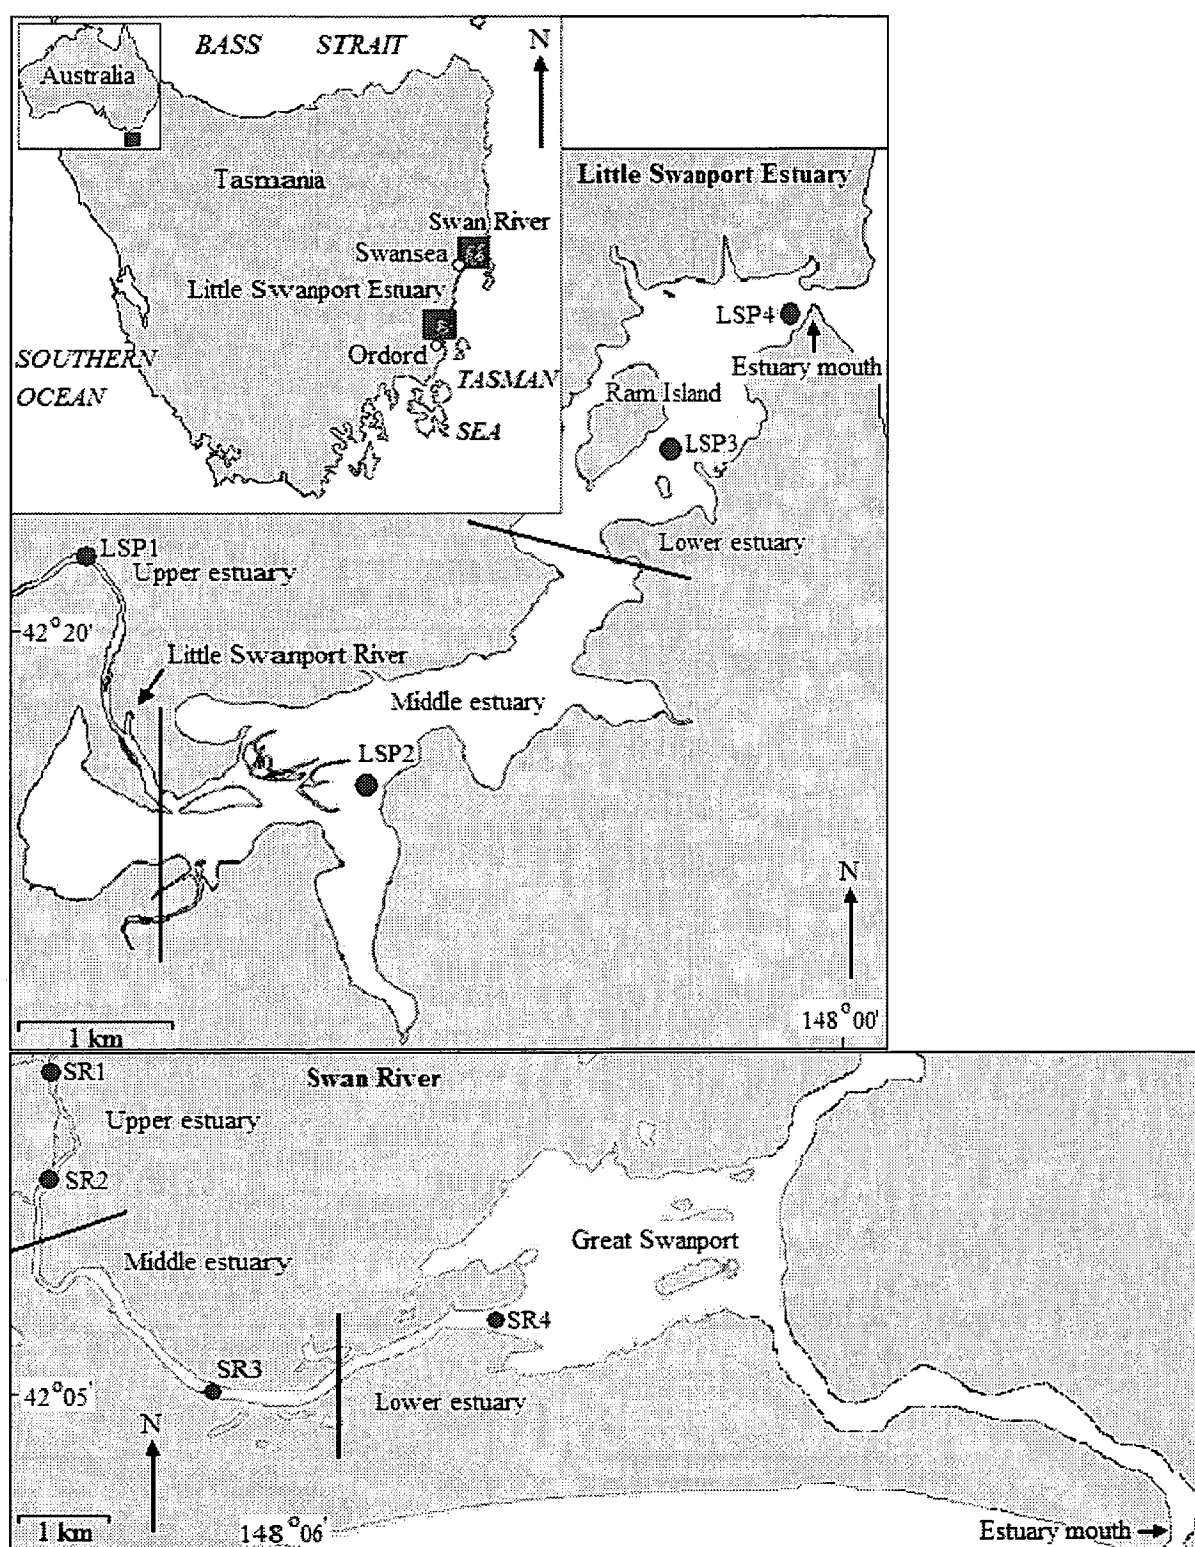 BASS STRAIT
N
Australia
Tasmania
Little Swanport Estuary
Swan River
Swansea
Little Swanport Estuary
LSP4
Ordord
Estuary mouth
SOUTHERN
OCEAN
TASMAN
SEA
Ram Island
LSP3
LSP1
Upper estuary
Lower estuary
42°20'
Little Swanport River
Middle estuary
LSP2
N
1 km
148°00'
SR1
Swan River
Upper estuary
SR2
Middle estuary
Great Swanport
SR4
SR3
42°05'
Lower estuary
N
1 km
148°06'
Estuary mouth